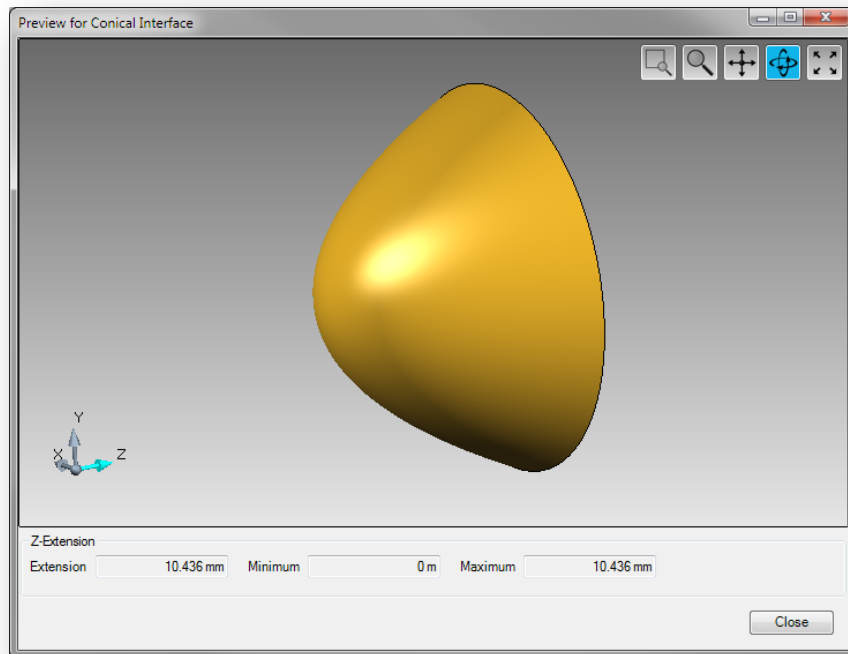 Preview for Conical Interface
Y
X Z
Z-Extension
Extension 10.436 mm Minimum 0 m Maximum 10.436 mm
Close